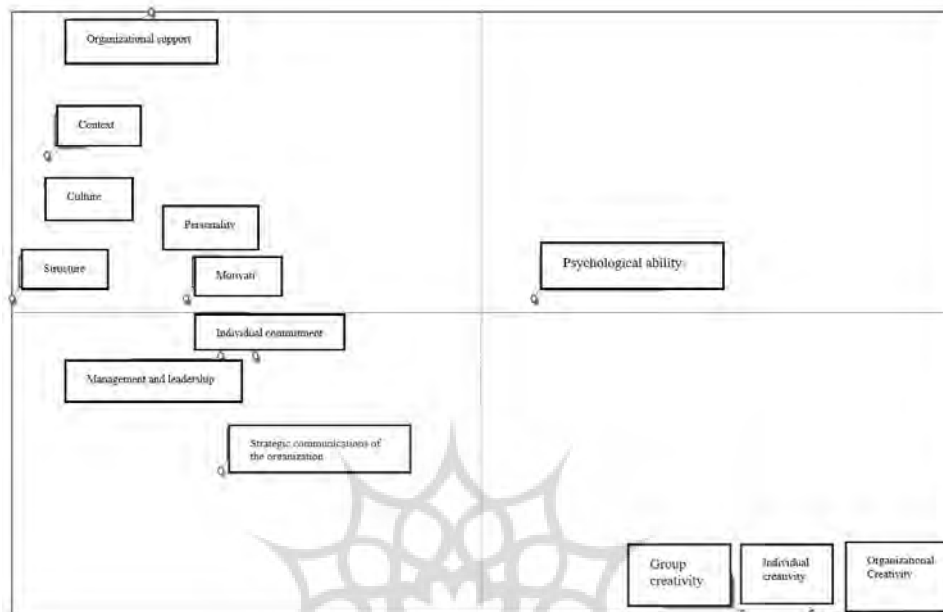 Organizational support
Context
Culture
Personality
Structure
Motivati
Psychological ability
Individual commitment
Management and leadership
Strategic communications of
the organization
Group
creativity
Individual
creativity
Organizational
Creativity